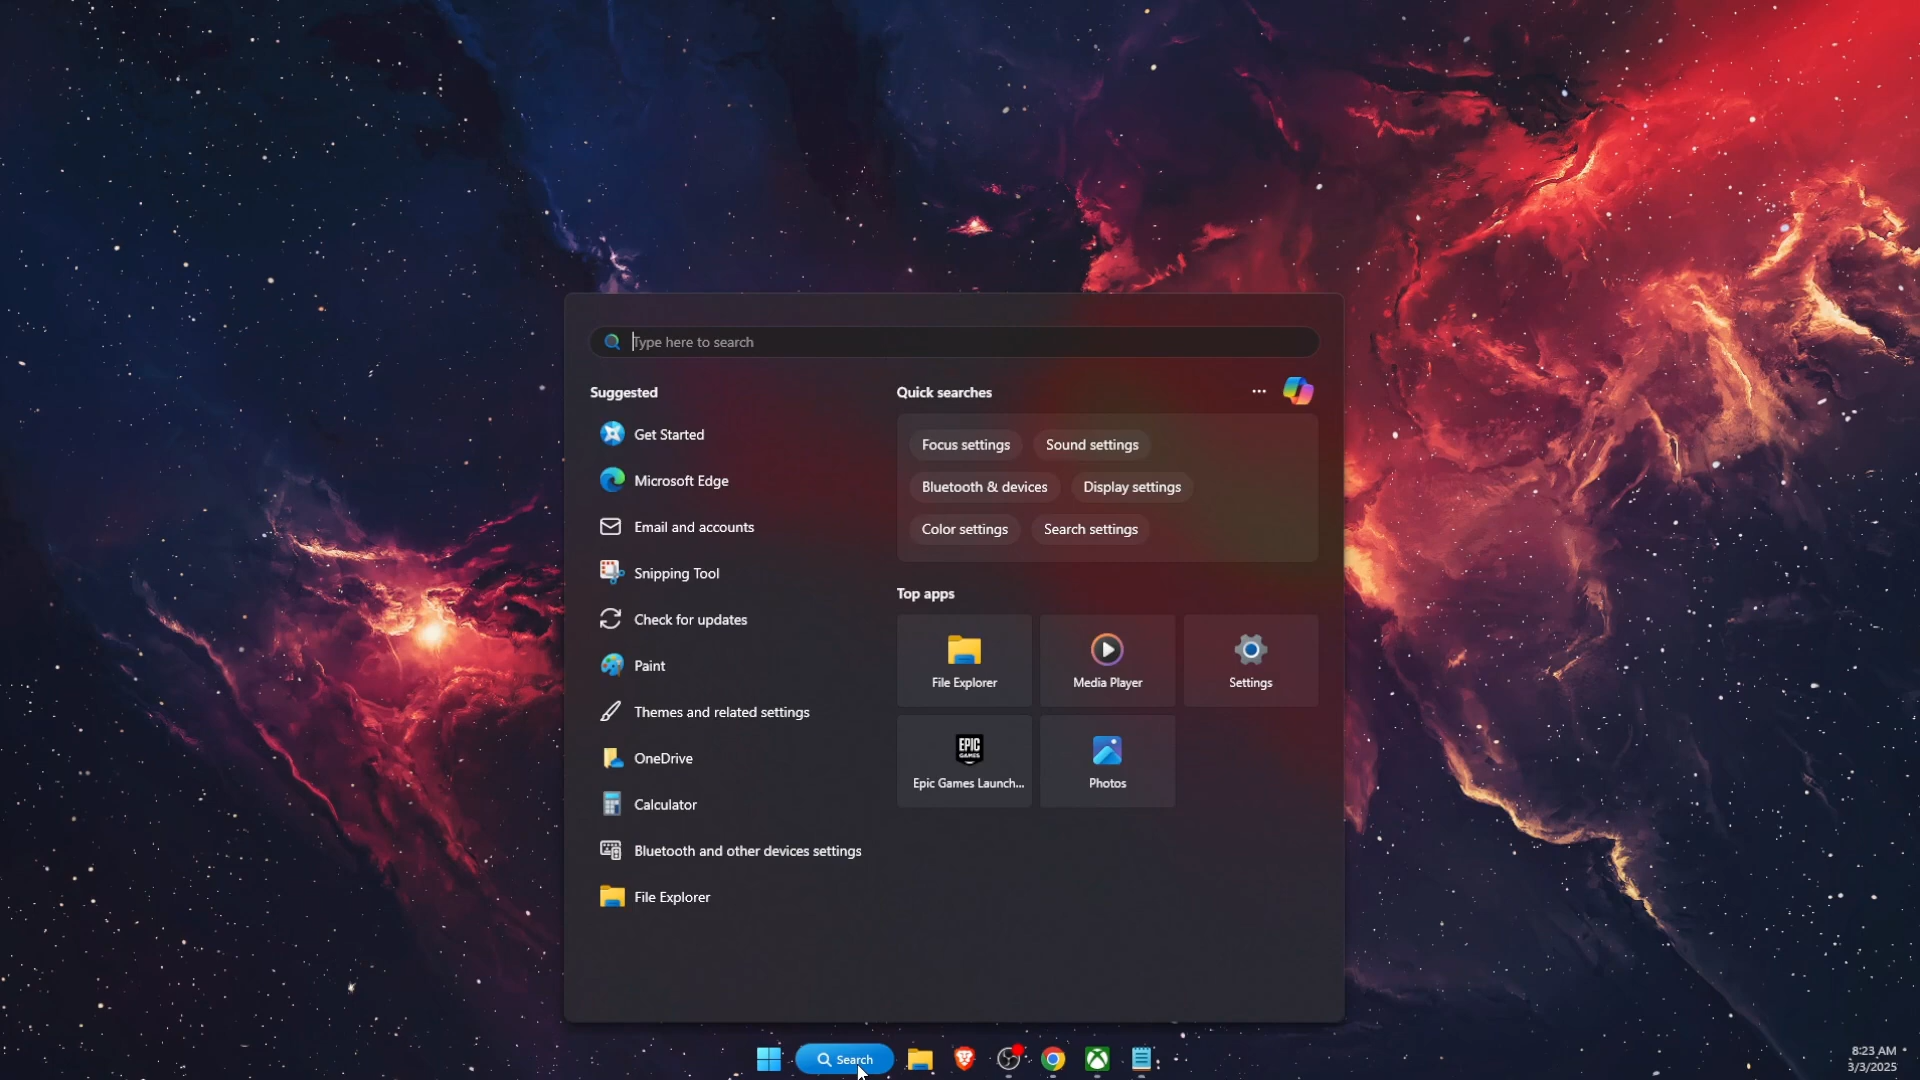 Type here to search
Suggested
Get Started
Microsoft Edge
Email and accounts
Snipping Tool
Check for updates
Paint
Themes and related settings
OneDrive
Calculator
Bluetooth and other devices settings
File Explorer
Quick searches
Focus settings Sound settings
Bluetooth & devices Display settings
Color settings Search settings
Top apps
File Explorer Media Player Settings
EPIC
GAMES
Epic Games Launch... Photos
Search
8:23 AM
3/3/2025